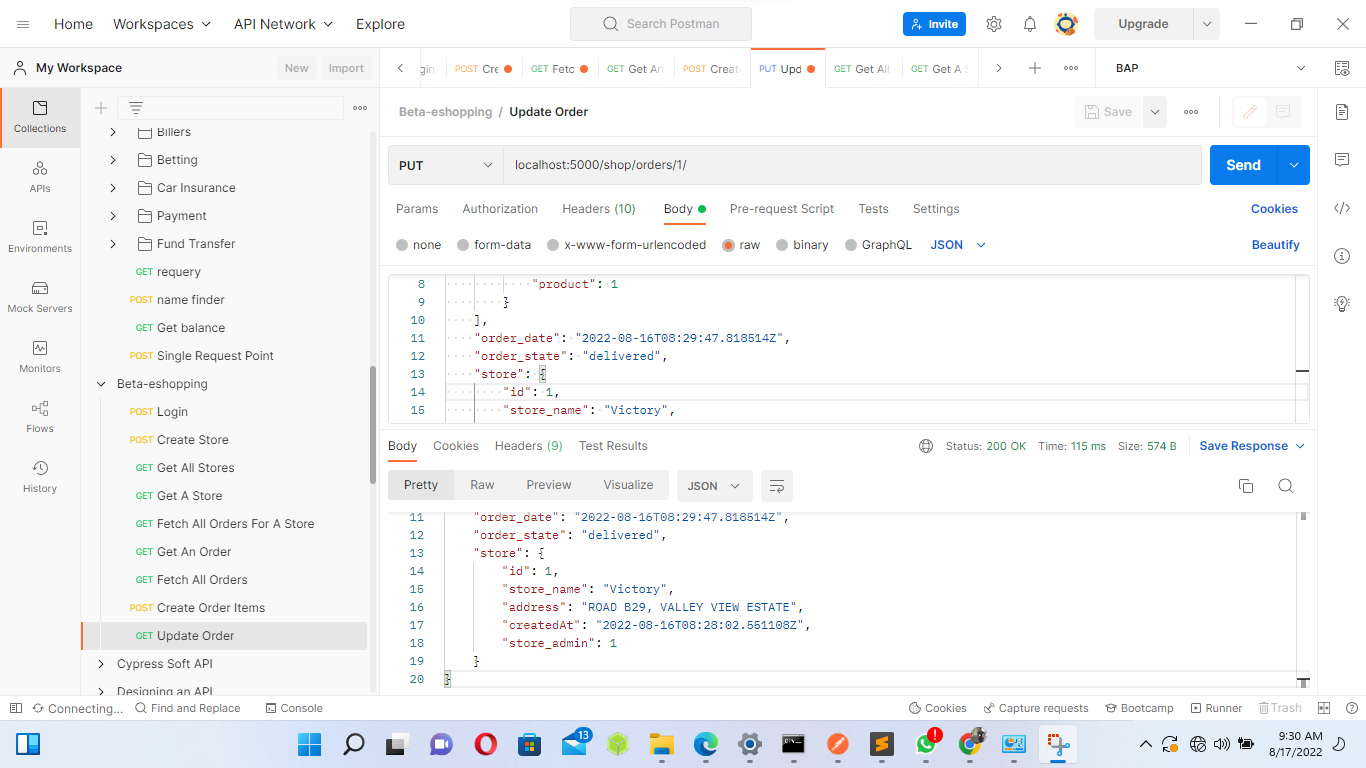 Home Workspaces API Network Explore Search Postman Invite Upgrade
My Workspace New Import
POST Cre GET Fetc GET Get An POST Creat PUT Upd GET Get All GET Get A S BAP
Collections
APIs
Environments
Mock Servers
Monitors
Flows
History
Billers
Betting
Car Insurance
Payment
Fund Transfer
GET requery
POST name finder
GET Get balance
POST Single Request Point
Beta-eshopping
POST Login
POST Create Store
GET Get All Stores
GET Get A Store
GET Fetch All Orders For A Store
GET Get An Order
GET Fetch All Orders
POST Create Order Items
GET Update Order
Cypress Soft API
Designing an API
Beta-eshopping / Update Order Save
PUT localhost:5000/shop/orders/1/ Send
Params Authorization Headers (10) Body Pre-request Script Tests Settings Cookies
none form-data x-www-form-urlencoded raw binary GraphQL JSON Beautify
8 "product": 1
9 }
10 ],
11 "order_date": "2022-08-16T08:29:47.818514Z",
12 "order_state": "delivered",
13 "store": {
14 "id": 1,
15 "store_name": "Victory",
Body Cookies Headers (9) Test Results Status: 200 OK Time: 115 ms Size: 574 B Save Response
Pretty Raw Preview Visualize JSON
11 "order_date": "2022-08-16T08:29:47.818514Z",
12 "order_state": "delivered",
13 "store": {
14 "id": 1,
15 "store_name": "Victory",
16 "address": "ROAD B29, VALLEY VIEW ESTATE",
17 "createdAt": "2022-08-16T08:28:02.551108Z",
18 "store_admin": 1
19 }
20 }
Connecting... Find and Replace Console Cookies Capture requests Bootcamp Runner Trash
13
9:30 AM
8/17/2022